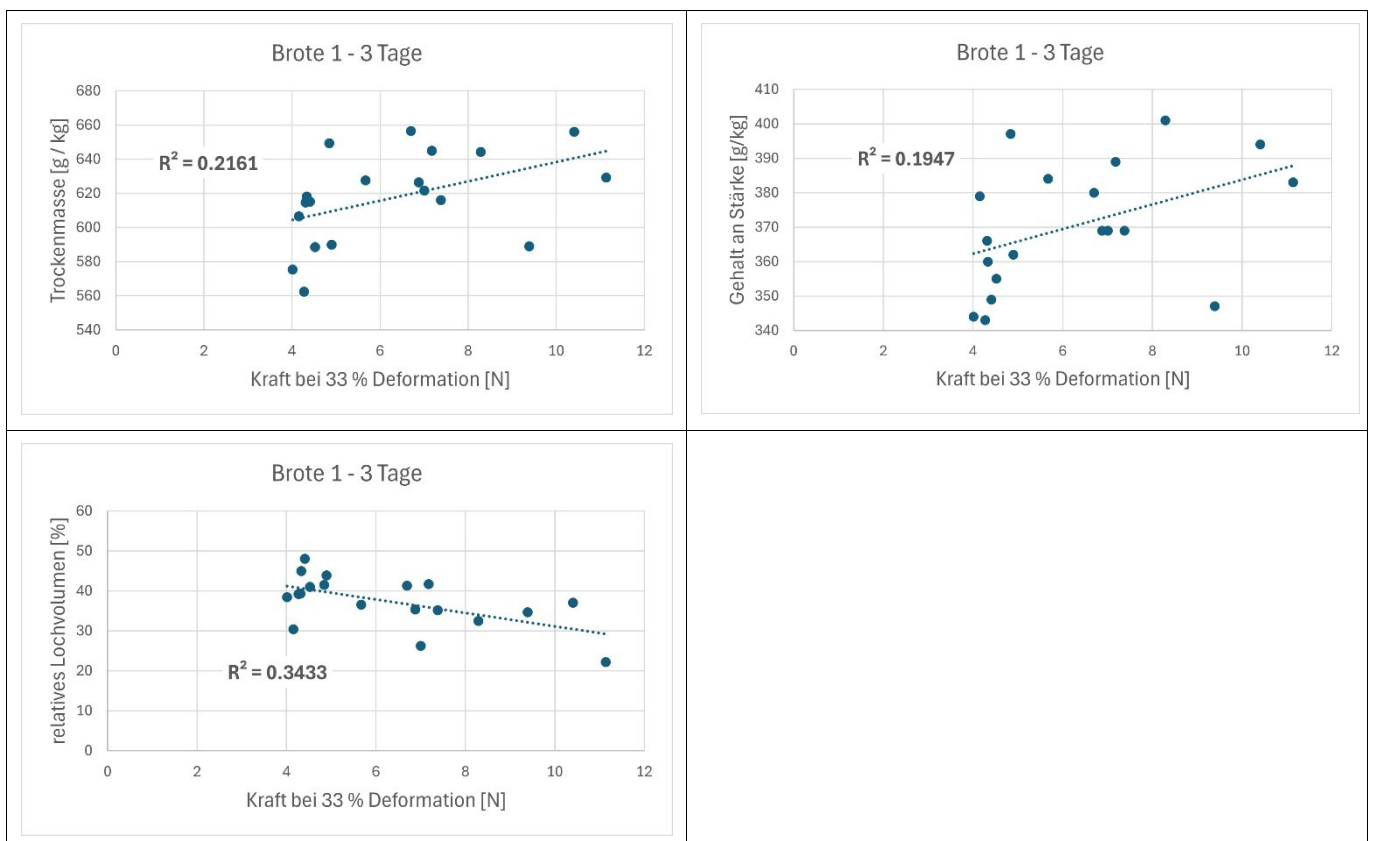 Brote 1 - 3 Tage
Trockenmasse [g / kg]
680
660
640
620
600
580
560
540
R² = 0.2161
0 2 4 6 8 10 12
Kraft bei 33 % Deformation [N]
Brote 1 - 3 Tage
Gehalt an Stärke [g/kg]
410
400
390
380
370
360
350
340
R² = 0.1947
0 2 4 6 8 10 12
Kraft bei 33 % Deformation [N]
Brote 1 - 3 Tage
relatives Lochvolumen [%]
60
50
40
30
20
10
0
R² = 0.3433
0 2 4 6 8 10 12
Kraft bei 33 % Deformation [N]